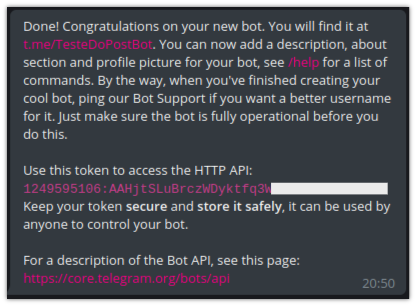 Done! Congratulations on your new bot. You will find it at
t.me/TesteDoPostBot. You can now add a description, about
section and profile picture for your bot, see /help for a list of
commands. By the way, when you've finished creating your
cool bot, ping our Bot Support if you want a better username
for it. Just make sure the bot is fully operational before you
do this.
Use this token to access the HTTP API:
1249595106:AAHjtSLuBrczWDyktfq3W
Keep your token secure and store it safely, it can be used by
anyone to control your bot.
For a description of the Bot API, see this page:
https://core.telegram.org/bots/api
20:50